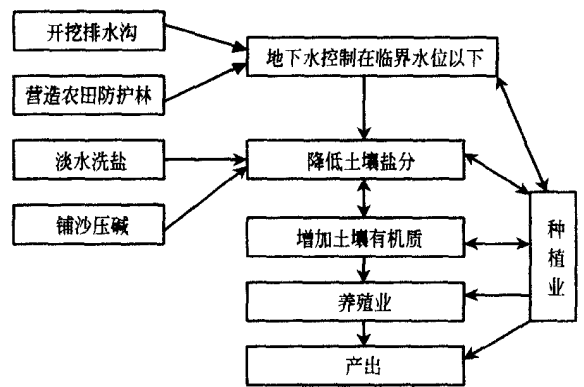 开挖排水沟
地下水控制在临界水位以下
营造农田防护林
淡水洗盐
降低土壤盐分
铺沙压碱
增加土壤有机质
种植业
养殖业
产出